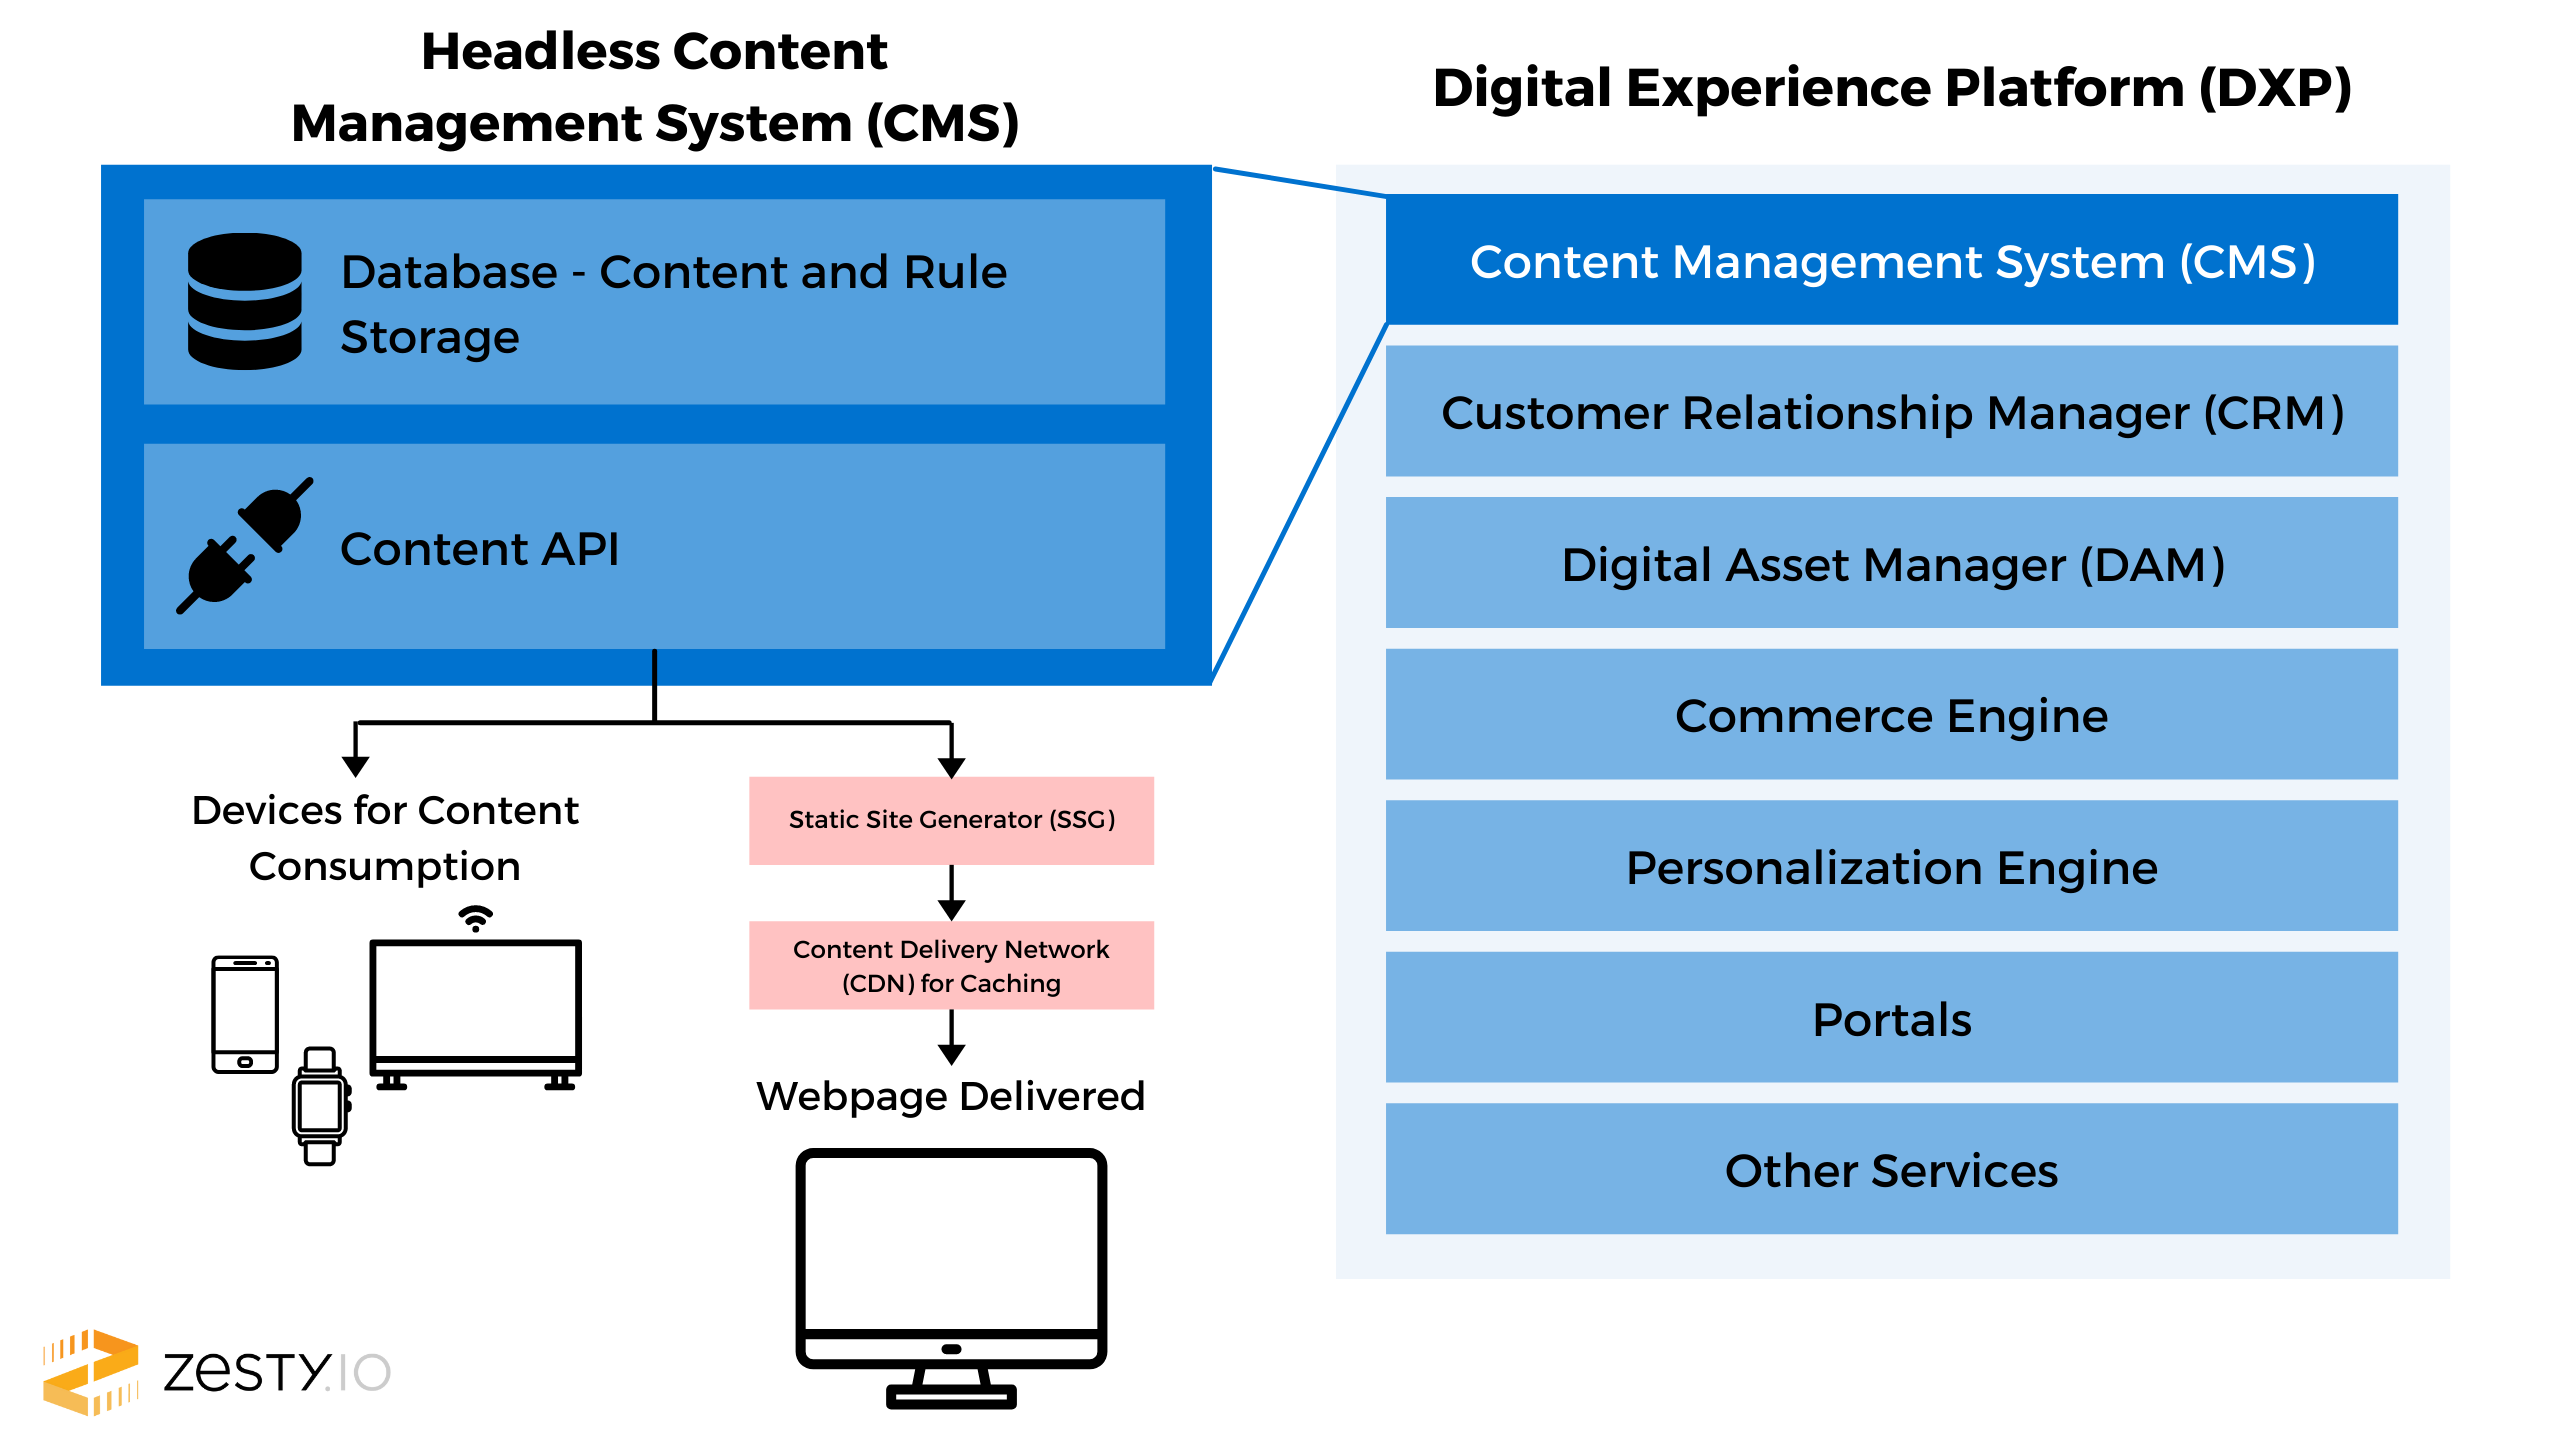 Headless Content
Management System (CMS)
Database - Content and Rule
Storage
Content API
Devices for Content
Consumption
Static Site Generator (SSG)
Content Delivery Network
(CDN) for Caching
Webpage Delivered
Digital Experience Platform (DXP)
Content Management System (CMS)
Customer Relationship Manager (CRM)
Digital Asset Manager (DAM)
Commerce Engine
Personalization Engine
Portals
Other Services
zesty.io